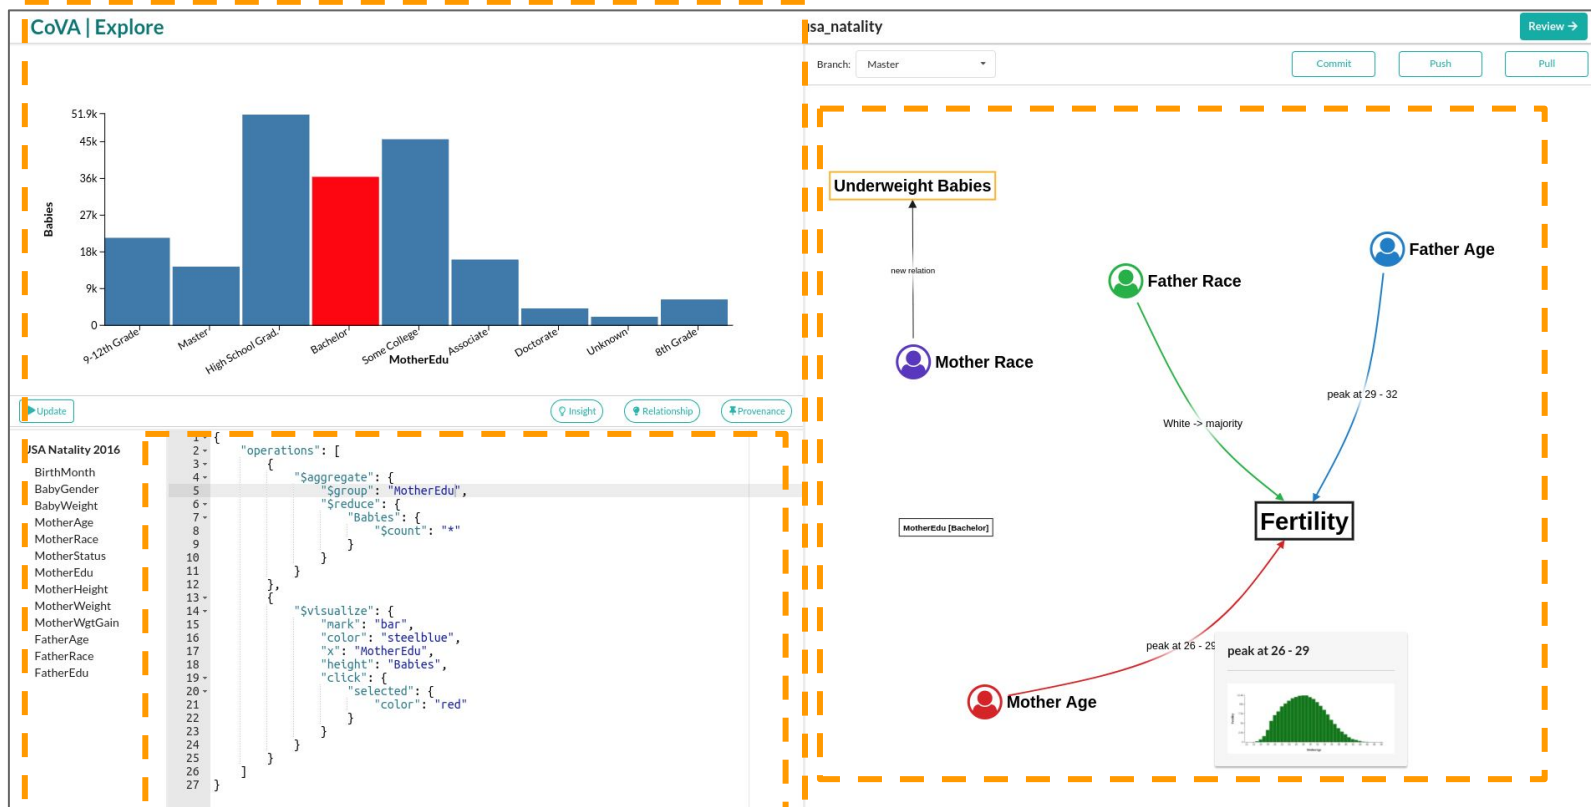 CoVA | Explore
usa_natality
Review →
Branch:
Master
Commit
Push
Pull
51.9k
45k
36k
27k
18k
9k
0
Babies
9-12th Grade
Master
High School Grad.
Bachelor
Some College
Associate
Doctorate
Unknown
8th Grade
MotherEdu
Update
Insight
Relationship
Provenance
USA Natality 2016
BirthMonth
BabyGender
BabyWeight
MotherAge
MotherRace
MotherStatus
MotherEdu
MotherHeight
MotherWeight
MotherWgtGain
FatherAge
FatherRace
FatherEdu
1 {
2 "operations": [
3 {
4 "$aggregate": {
5 "$group": "MotherEdu",
6 "$reduce": {
7 "Babies": {
8 "$count": "*"
9 }
10 }
11 }
12 },
13 {
14 "$visualize": {
15 "mark": "bar",
16 "color": "steelblue",
17 "x": "MotherEdu",
18 "height": "Babies",
19 "click": {
20 "selected": {
21 "color": "red"
22 }
23 }
24 }
25 }
26 ]
27 }
Underweight Babies
new relation
Mother Race
Father Race
Father Age
White -> majority
peak at 29 - 32
MotherEdu [Bachelor]
Fertility
peak at 26 - 29
Mother Age
peak at 26 - 29